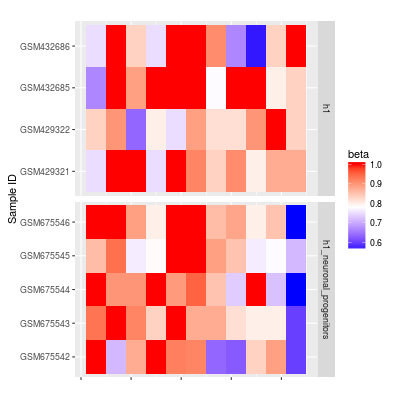 Sample ID
GSM432686
GSM432685
GSM429322
GSM429321
h1
GSM675546
GSM675545
GSM675544
GSM675543
GSM675542
h1_neuronal_progenitors
beta
1.0
0.9
0.8
0.7
0.6